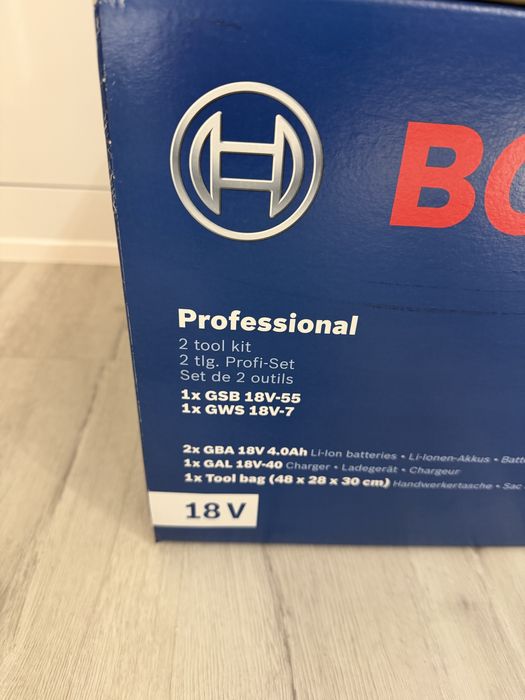 BO
Professional
2 tool kit
2 tlg. Profi-Set
Set de 2 outils
1x GSB 18V-55
1x GWS 18V-7
2x GBA 18V 4.0Ah Li-Ion batteries • Li-Ionen-Akkus • Batt
1x GAL 18V-40 Charger • Ladegerät • Chargeur
1x Tool bag (48 x 28 x 30 cm) Handwerkertasche • Sac
18 V